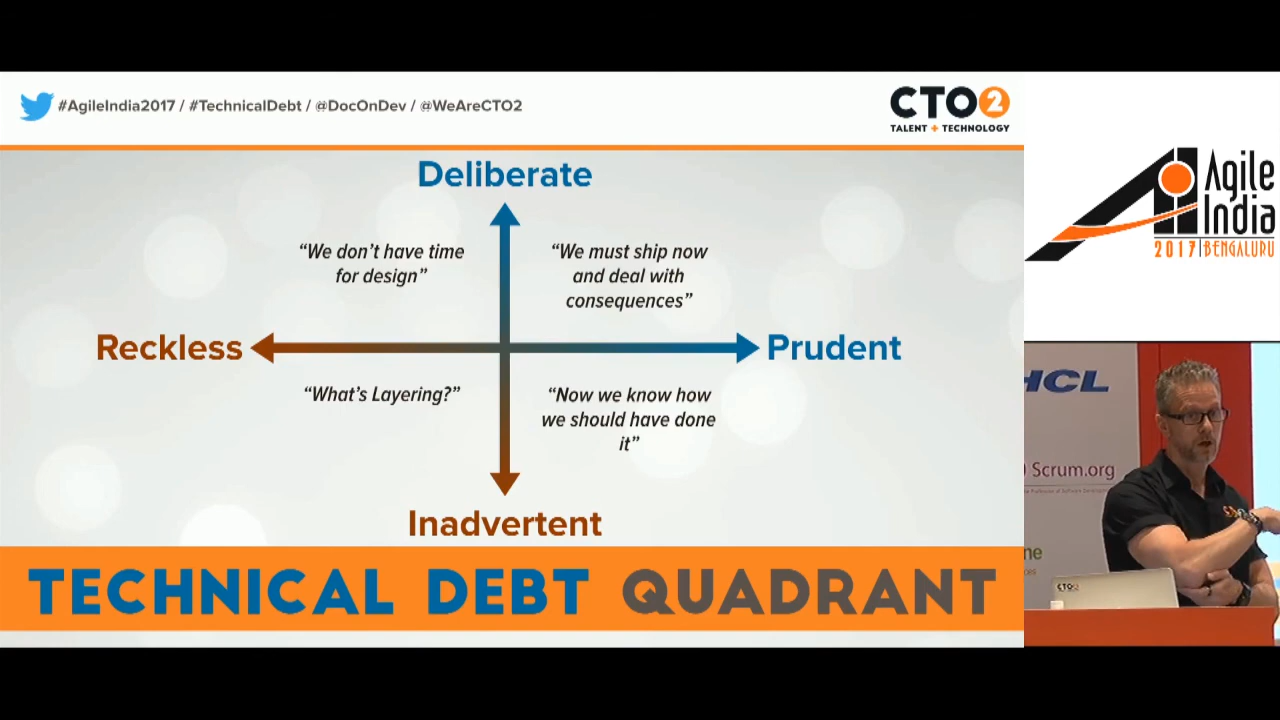 #AgileIndia2017 / #TechnicalDebt / @DocOnDev / @WeAreCTO2
CTO2
TALENT + TECHNOLOGY
Deliberate
“We don’t have time
for design”
“We must ship now
and deal with
consequences”
Reckless
Prudent
“What’s Layering?”
“Now we know how
we should have done
it”
Inadvertent
TECHNICAL DEBT QUADRANT
Agile
India
2017 | BENGALURU
HCL
Scrum.org
CTO2